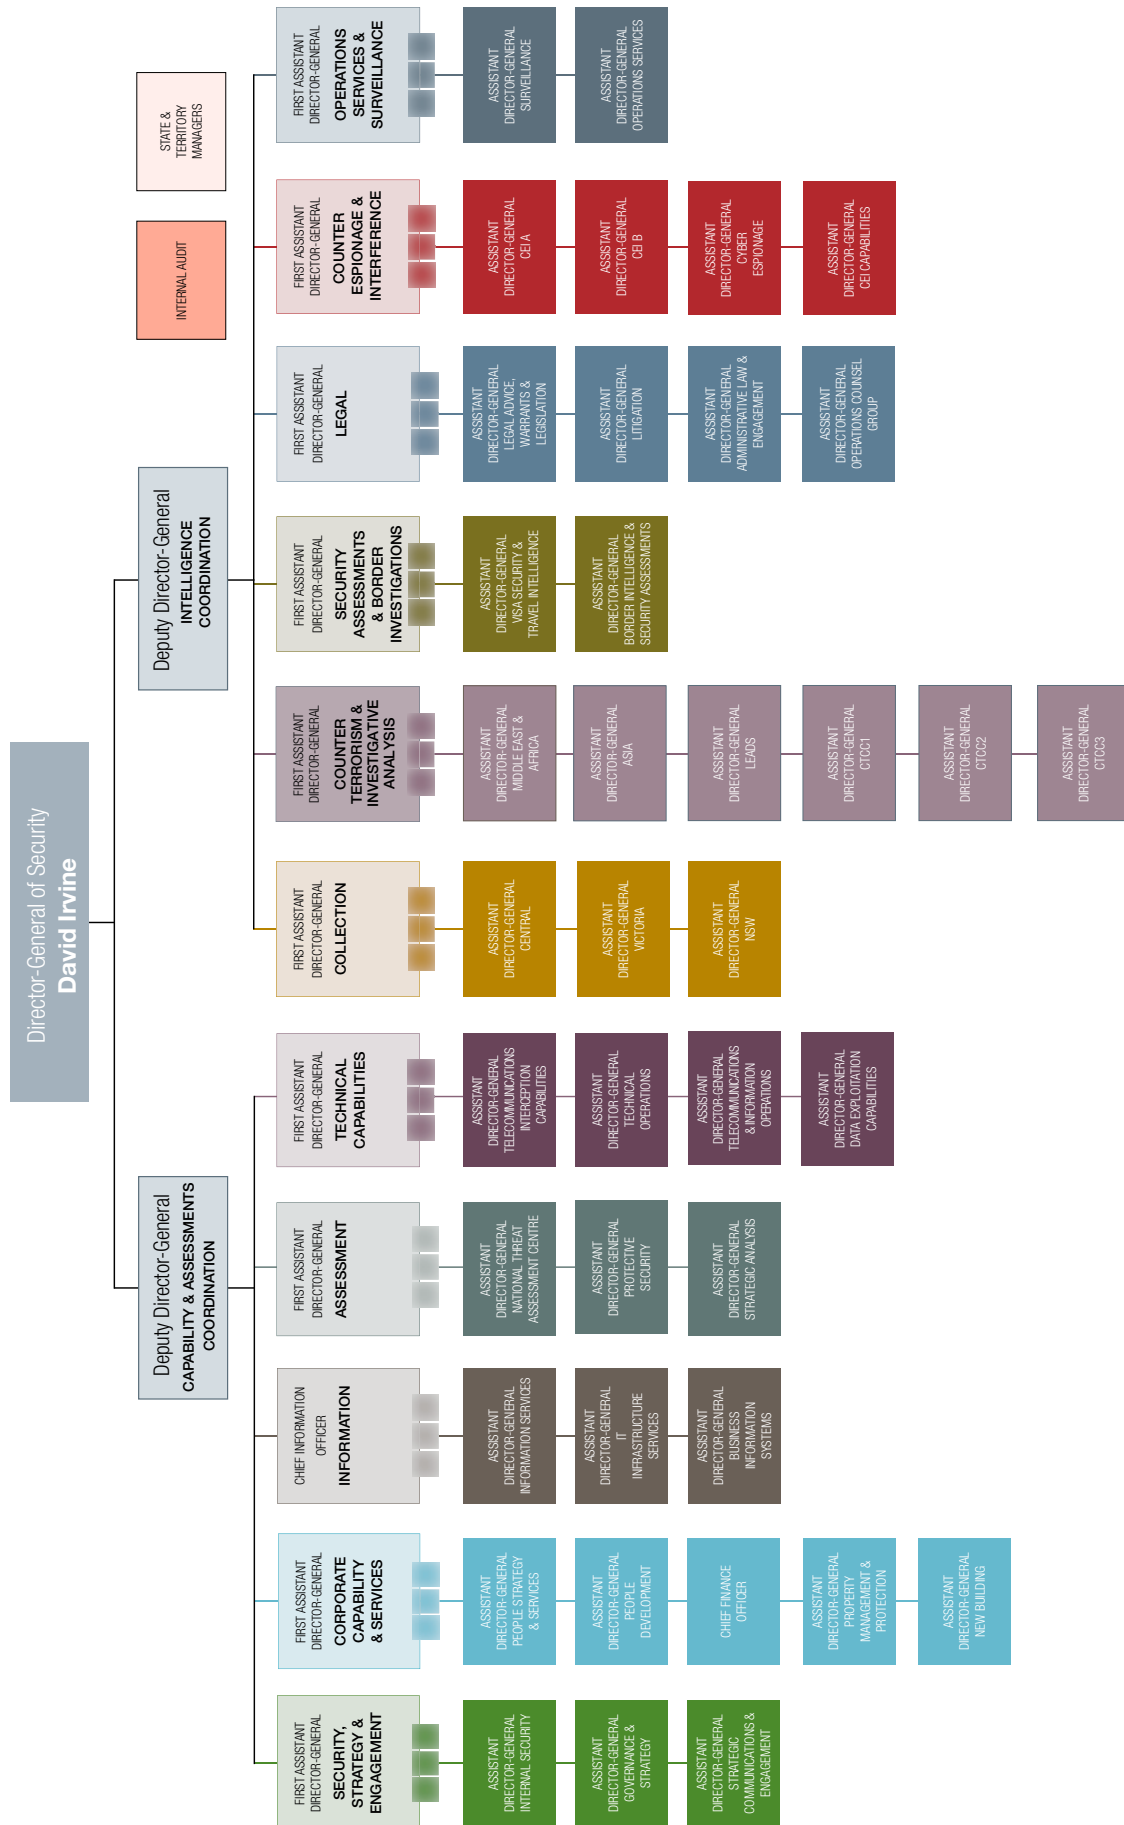 Director-General of Security
David Irvine
Deputy Director-General
CAPABILITY & ASSESSMENTS
COORDINATION
Deputy Director-General
INTELLIGENCE
COORDINATION
INTERNAL AUDIT
STATE &
TERRITORY
MANAGERS
FIRST ASSISTANT
DIRECTOR-GENERAL
SECURITY,
STRATEGY &
ENGAGEMENT
ASSISTANT
DIRECTOR-GENERAL
INTERNAL SECURITY
ASSISTANT
DIRECTOR-GENERAL
GOVERNANCE &
STRATEGY
ASSISTANT
DIRECTOR-GENERAL
STRATEGIC
COMMUNICATIONS &
ENGAGEMENT
FIRST ASSISTANT
DIRECTOR-GENERAL
CORPORATE
CAPABILITY
& SERVICES
ASSISTANT
DIRECTOR-GENERAL
PEOPLE STRATEGY
& SERVICES
ASSISTANT
DIRECTOR-GENERAL
PEOPLE
DEVELOPMENT
CHIEF FINANCE
OFFICER
ASSISTANT
DIRECTOR-GENERAL
PROPERTY
MANAGEMENT &
PROTECTION
ASSISTANT
DIRECTOR-GENERAL
NEW BUILDING
CHIEF INFORMATION
OFFICER
INFORMATION
ASSISTANT
DIRECTOR-GENERAL
INFORMATION SERVICES
ASSISTANT
DIRECTOR-GENERAL
IT
INFRASTRUCTURE
SERVICES
ASSISTANT
DIRECTOR-GENERAL
BUSINESS
INFORMATION
SYSTEMS
FIRST ASSISTANT
DIRECTOR-GENERAL
ASSESSMENT
ASSISTANT
DIRECTOR-GENERAL
NATIONAL THREAT
ASSESSMENT CENTRE
ASSISTANT
DIRECTOR-GENERAL
PROTECTIVE
SECURITY
ASSISTANT
DIRECTOR-GENERAL
STRATEGIC ANALYSIS
FIRST ASSISTANT
DIRECTOR-GENERAL
TECHNICAL
CAPABILITIES
ASSISTANT
DIRECTOR-GENERAL
TELECOMMUNICATIONS
INTERCEPTION
CAPABILITIES
ASSISTANT
DIRECTOR-GENERAL
TECHNICAL
OPERATIONS
ASSISTANT
DIRECTOR-GENERAL
TELECOMMUNICATIONS
& INFORMATION
OPERATIONS
ASSISTANT
DIRECTOR-GENERAL
DATA EXPLOITATION
CAPABILITIES
FIRST ASSISTANT
DIRECTOR-GENERAL
COLLECTION
ASSISTANT
DIRECTOR-GENERAL
CENTRAL
ASSISTANT
DIRECTOR-GENERAL
VICTORIA
ASSISTANT
DIRECTOR-GENERAL
NSW
FIRST ASSISTANT
DIRECTOR-GENERAL
COUNTER
TERRORISM &
INVESTIGATIVE
ANALYSIS
ASSISTANT
DIRECTOR-GENERAL
MIDDLE EAST &
AFRICA
ASSISTANT
DIRECTOR-GENERAL
ASIA
ASSISTANT
DIRECTOR-GENERAL
LEADS
ASSISTANT
DIRECTOR-GENERAL
CTCC1
ASSISTANT
DIRECTOR-GENERAL
CTCC2
ASSISTANT
DIRECTOR-GENERAL
CTCC3
FIRST ASSISTANT
DIRECTOR-GENERAL
SECURITY
ASSESSMENTS
& BORDER
INVESTIGATIONS
ASSISTANT
DIRECTOR-GENERAL
VISA SECURITY &
TRAVEL INTELLIGENCE
ASSISTANT
DIRECTOR-GENERAL
BORDER INTELLIGENCE &
SECURITY ASSESSMENTS
FIRST ASSISTANT
DIRECTOR-GENERAL
LEGAL
ASSISTANT
DIRECTOR-GENERAL
LEGAL ADVICE,
WARRANTS &
LEGISLATION
ASSISTANT
DIRECTOR-GENERAL
LITIGATION
ASSISTANT
DIRECTOR-GENERAL
ADMINISTRATIVE LAW &
ENGAGEMENT
ASSISTANT
DIRECTOR-GENERAL
OPERATIONS COUNSEL
GROUP
FIRST ASSISTANT
DIRECTOR-GENERAL
COUNTER
ESPIONAGE &
INTERFERENCE
ASSISTANT
DIRECTOR-GENERAL
CEI A
ASSISTANT
DIRECTOR-GENERAL
CEI B
ASSISTANT
DIRECTOR-GENERAL
CYBER
ESPIONAGE
ASSISTANT
DIRECTOR-GENERAL
CEI CAPABILITIES
FIRST ASSISTANT
DIRECTOR-GENERAL
OPERATIONS
SERVICES &
SURVEILLANCE
ASSISTANT
DIRECTOR-GENERAL
SURVEILLANCE
ASSISTANT
DIRECTOR-GENERAL
OPERATIONS SERVICES